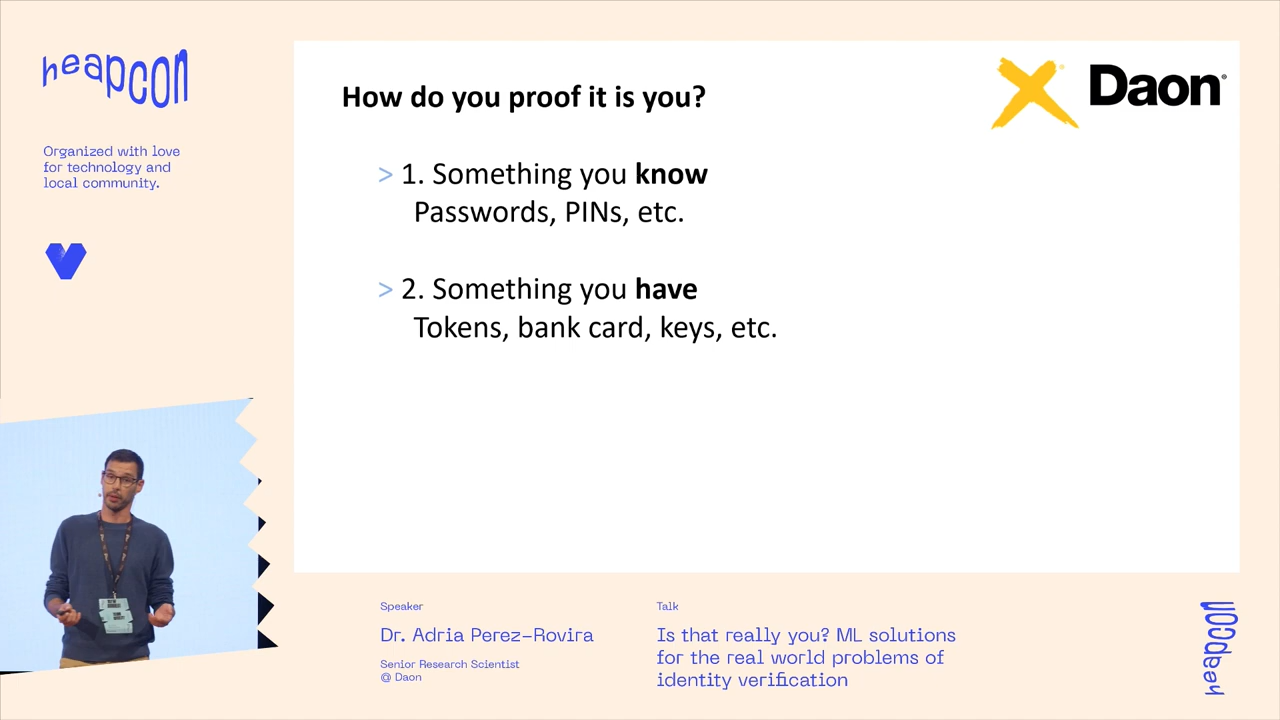 heapcon
Organized with love
for technology and
local community.
How do you proof it is you?
Daon
> 1. Something you know
Passwords, PINs, etc.
> 2. Something you have
Tokens, bank card, keys, etc.
Speaker
Dr. Adria Perez-Rovira
Senior Research Scientist
@ Daon
Talk
Is that really you? ML solutions
for the real world problems of
identity verification
heapcon